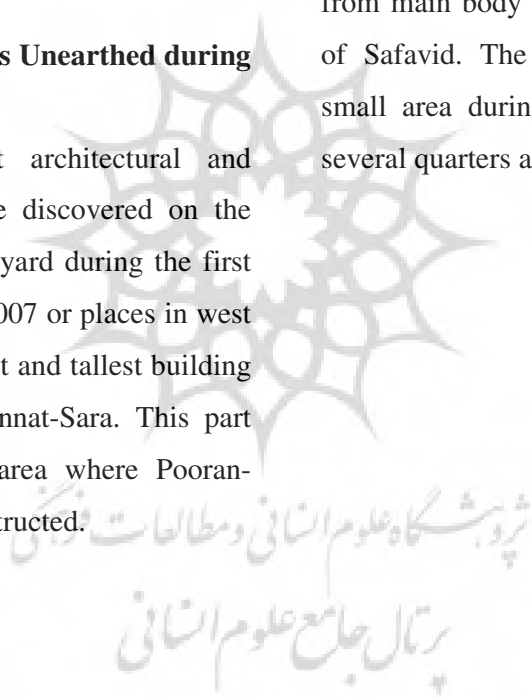 s Unearthed during
t architectural and
e discovered on the
yard during the first
007 or places in west
t and tallest building
nnat-Sara. This part
area where Pooran-
tructed.
from main body
of Safavid. The
small area durin
several quarters a
پژوهشگاه علوم انسانی و مطالعات فرهنگی
پرتال جامع علوم انسانی